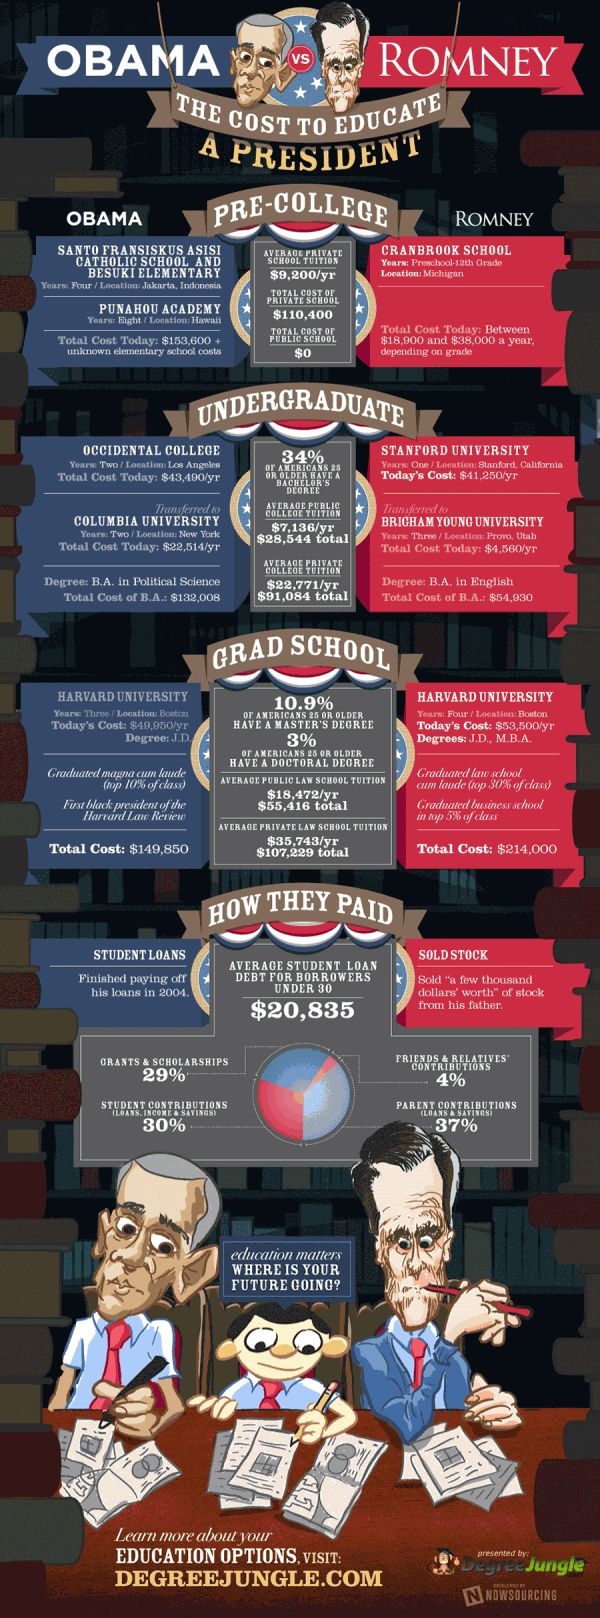 OBAMA VS ROMNEY
THE COST TO EDUCATE
A PRESIDENT
PRE-COLLEGE
OBAMA
SANTO FRANSISKUS ASISI
CATHOLIC SCHOOL AND
BESUKI ELEMENTARY
Years: Four / Location: Jakarta, Indonesia
PUNAHOU ACADEMY
Years: Eight / Location: Hawaii
Total Cost Today: $153,600 +
unknown elementary school costs
AVERAGE PRIVATE
SCHOOL TUITION
$9,200/yr
TOTAL COST OF
PRIVATE SCHOOL
$110,400
TOTAL COST OF
PUBLIC SCHOOL
$0
ROMNEY
CRANBROOK SCHOOL
Years: Preschool-12th Grade
Location: Michigan
Total Cost Today: Between
$18,900 and $38,000 a year,
depending on grade
UNDERGRADUATE
OCCIDENTAL COLLEGE
Years: Two / Location: Los Angeles
Total Cost Today: $43,490/yr
Transferred to
COLUMBIA UNIVERSITY
Years: Two / Location: New York
Total Cost Today: $22,514/yr
Degree: B.A. in Political Science
Total Cost of B.A.: $132,008
34%
OF AMERICANS 25
OR OLDER HAVE A
BACHELOR'S
DEGREE
AVERAGE PUBLIC
COLLEGE TUITION
$7,136/yr
$28,544 total
AVERAGE PRIVATE
COLLEGE TUITION
$22,771/yr
$91,084 total
STANFORD UNIVERSITY
Years: One / Location: Stanford, California
Today's Cost: $41,250/yr
Transferred to
BRIGHAM YOUNG UNIVERSITY
Years: Three / Location: Provo, Utah
Total Cost Today: $4,560/yr
Degree: B.A. in English
Total Cost of B.A.: $54,930
GRAD SCHOOL
HARVARD UNIVERSITY
Years: Three / Location: Boston
Today's Cost: $49,950/yr
Degree: J.D.
Graduated magna cum laude
(top 10% of class)
First black president of the
Harvard Law Review
Total Cost: $149,850
10.9%
OF AMERICANS 25 OR OLDER
HAVE A MASTER'S DEGREE
3%
OF AMERICANS 25 OR OLDER
HAVE A DOCTORAL DEGREE
AVERAGE PUBLIC LAW SCHOOL TUITION
$18,472/yr
$55,416 total
AVERAGE PRIVATE LAW SCHOOL TUITION
$35,743/yr
$107,229 total
HARVARD UNIVERSITY
Years: Four / Location: Boston
Today's Cost: $53,500/yr
Degrees: J.D., M.B.A.
Graduated law school
cum laude (top 30% of class)
Graduated business school
in top 5% of class
Total Cost: $214,000
HOW THEY PAID
STUDENT LOANS
Finished paying off
his loans in 2004.
AVERAGE STUDENT LOAN
DEBT FOR BORROWERS
UNDER 30
$20,835
SOLD STOCK
Sold "a few thousand
dollars' worth" of stock
from his father.
GRANTS & SCHOLARSHIPS
29%
STUDENT CONTRIBUTIONS
(LOANS, INCOME & SAVINGS)
30%
FRIENDS & RELATIVES'
CONTRIBUTIONS
4%
PARENT CONTRIBUTIONS
(LOANS & SAVINGS)
37%
education matters
WHERE IS YOUR
FUTURE GOING?
Learn more about your
EDUCATION OPTIONS, VISIT:
DEGREEJUNGLE.COM
presented by:
DegreeJungle
DEVELOPED BY
N NOWSOURCING